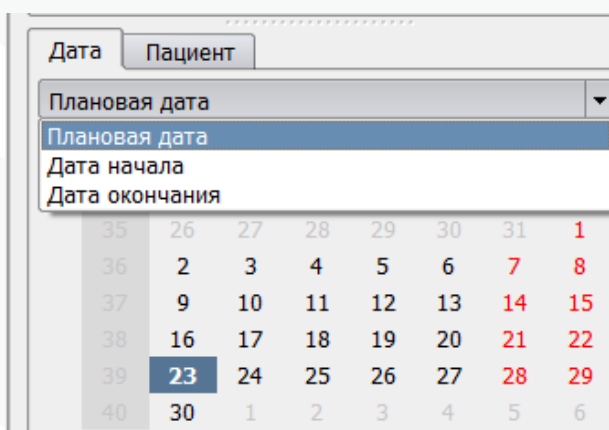 Дата Пациент
Плановая дата
Плановая дата
Дата начала
Дата окончания
35 26 27 28 29 30 31 1
36 2 3 4 5 6 7 8
37 9 10 11 12 13 14 15
38 16 17 18 19 20 21 22
39 23 24 25 26 27 28 29
40 30 1 2 3 4 5 6